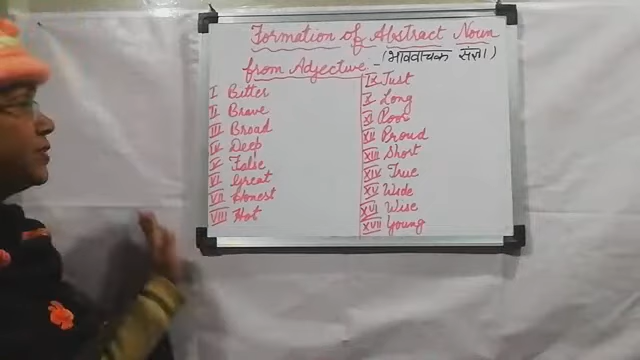 Formation of Abstract Noun
from Adjective - (भाववाचक संज्ञा)
I Bitter
II Brave
III Broad
IV Deep
V False
VI Great
VII Honest
VIII Hot
IX Just
X Long
XI Poor
XII Proud
XIII Short
XIV True
XV Wide
XVI Wise
XVII Young